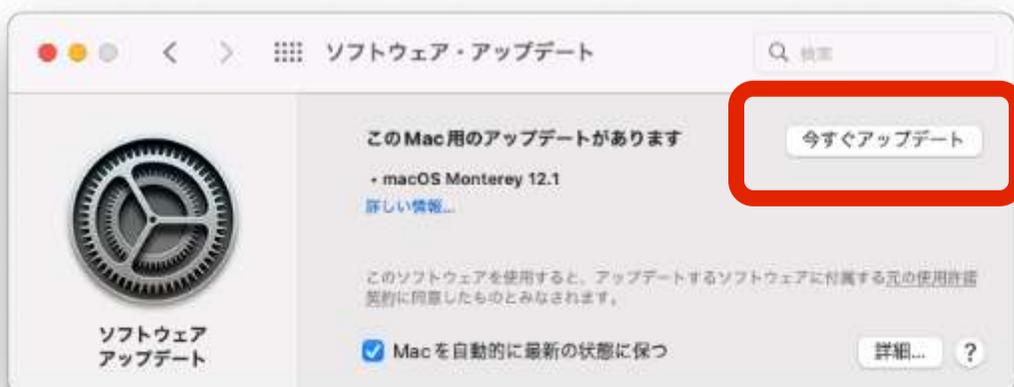 ソフトウェア・アップデート
検索
このMac用のアップデートがあります
今すぐアップデート
・macOS Monterey 12.1
詳しい情報...
このソフトウェアを使用すると、アップデートするソフトウェアに付属する元の使用許諾
契約に同意したものとみなされます。
ソフトウェア
アップデート
Macを自動的に最新の状態に保つ
詳細...
?